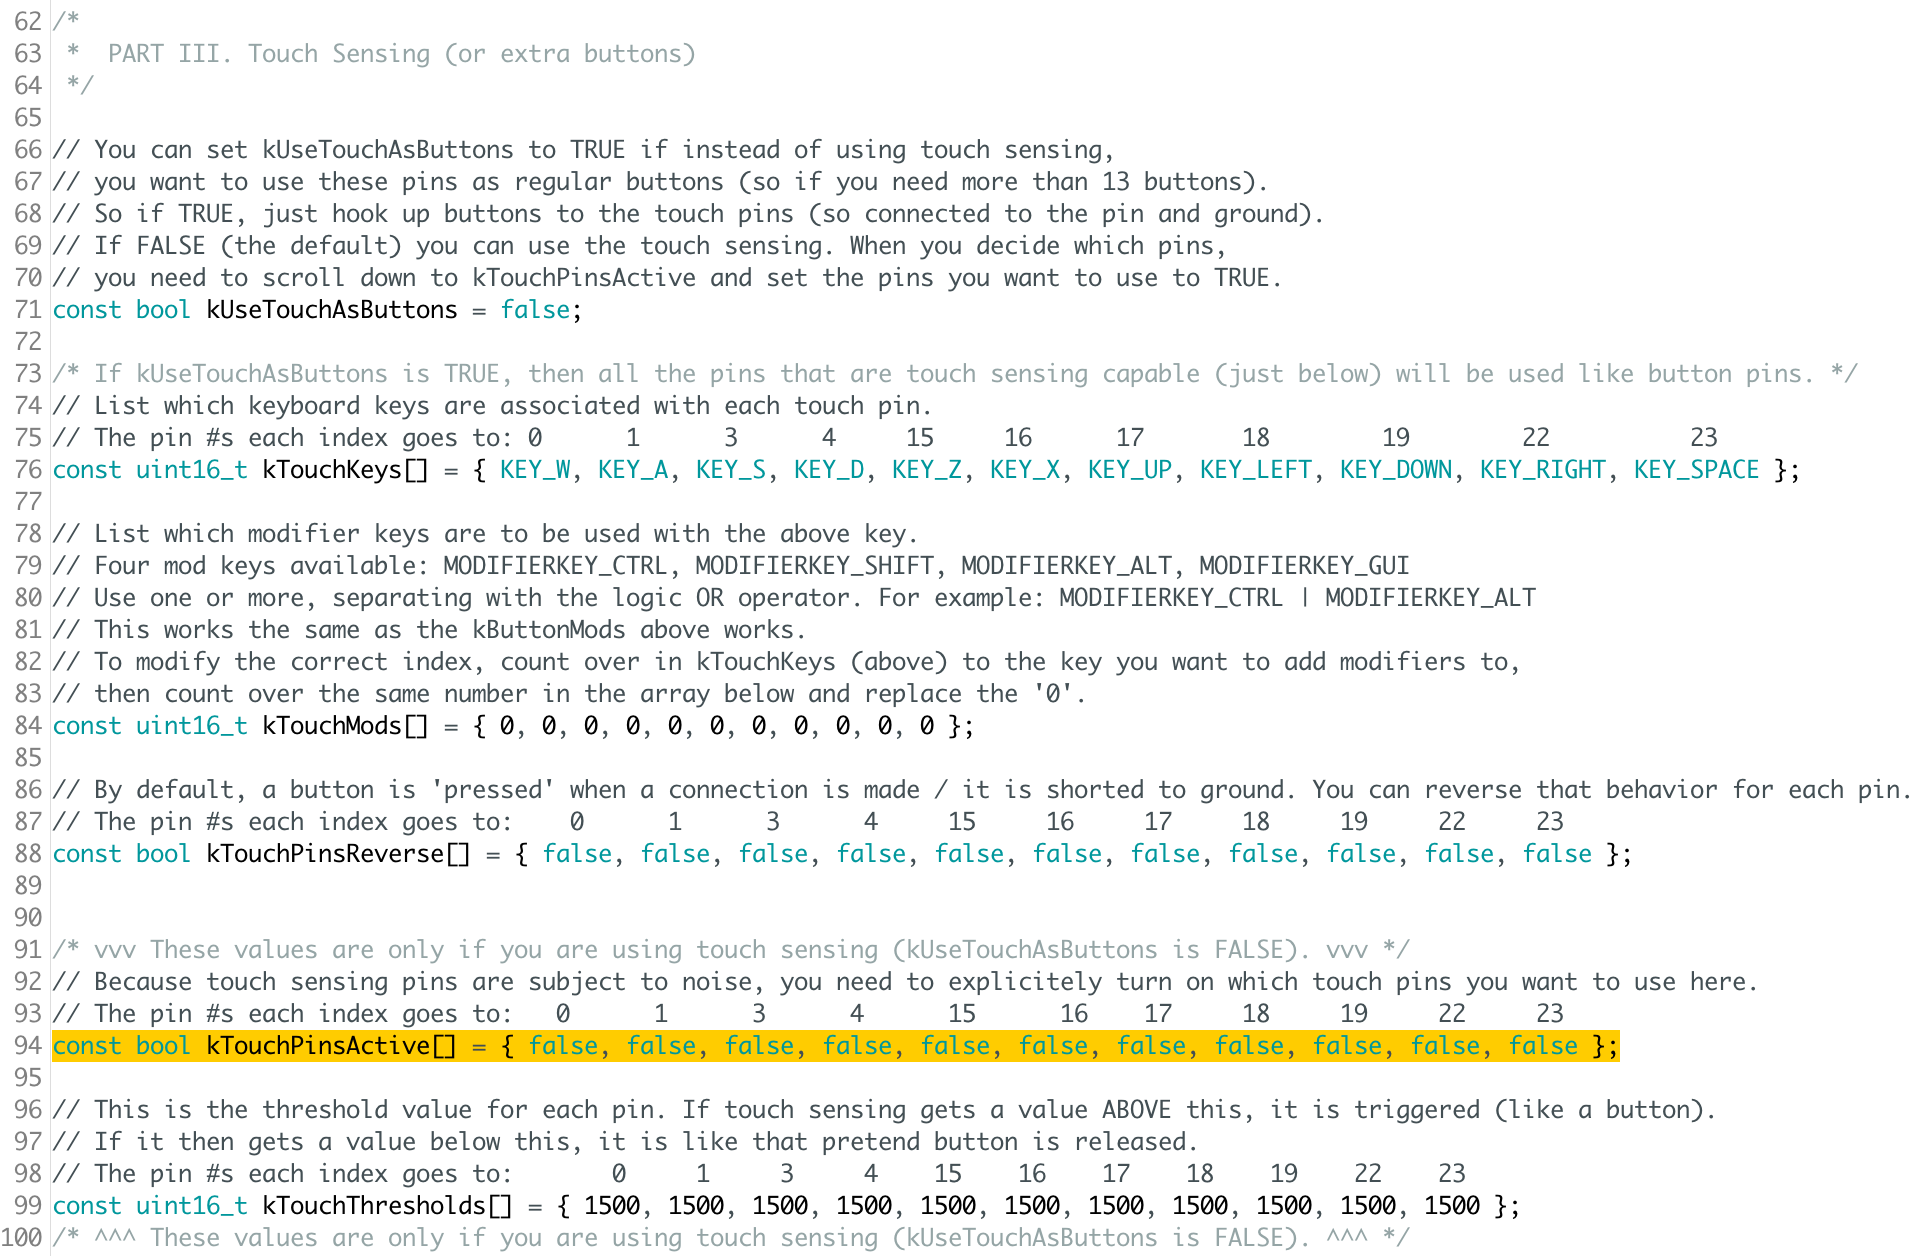 62 /*
63  *  PART III. Touch Sensing (or extra buttons)
64  */
65
66 // You can set kUseTouchAsButtons to TRUE if instead of using touch sensing,
67 // you want to use these pins as regular buttons (so if you need more than 13 buttons).
68 // So if TRUE, just hook up buttons to the touch pins (so connected to the pin and ground).
69 // If FALSE (the default) you can use the touch sensing. When you decide which pins,
70 // you need to scroll down to kTouchPinsActive and set the pins you want to use to TRUE.
71 const bool kUseTouchAsButtons = false;
72
73 /* If kUseTouchAsButtons is TRUE, then all the pins that are touch sensing capable (just below) will be used like button pins. */
74 // List which keyboard keys are associated with each touch pin.
75 // The pin #s each index goes to: 0      1      3      4     15     16      17       18        19        22          23
76 const uint16_t kTouchKeys[] = { KEY_W, KEY_A, KEY_S, KEY_D, KEY_Z, KEY_X, KEY_UP, KEY_LEFT, KEY_DOWN, KEY_RIGHT, KEY_SPACE };
77
78 // List which modifier keys are to be used with the above key.
79 // Four mod keys available: MODIFIERKEY_CTRL, MODIFIERKEY_SHIFT, MODIFIERKEY_ALT, MODIFIERKEY_GUI
80 // Use one or more, separating with the logic OR operator. For example: MODIFIERKEY_CTRL | MODIFIERKEY_ALT
81 // This works the same as the kButtonMods above works.
82 // To modify the correct index, count over in kTouchKeys (above) to the key you want to add modifiers to,
83 // then count over the same number in the array below and replace the '0'.
84 const uint16_t kTouchMods[] = { 0, 0, 0, 0, 0, 0, 0, 0, 0, 0, 0 };
85
86 // By default, a button is 'pressed' when a connection is made / it is shorted to ground. You can reverse that behavior for each pin.
87 // The pin #s each index goes to:    0      1      3      4     15     16     17     18     19     22     23
88 const bool kTouchPinsReverse[] = { false, false, false, false, false, false, false, false, false, false, false };
89
90
91 /* vvv These values are only if you are using touch sensing (kUseTouchAsButtons is FALSE). vvv */
92 // Because touch sensing pins are subject to noise, you need to explicitely turn on which touch pins you want to use here.
93 // The pin #s each index goes to:   0      1      3      4      15      16    17     18     19     22     23
94 const bool kTouchPinsActive[] = { false, false, false, false, false, false, false, false, false, false, false };
95
96 // This is the threshold value for each pin. If touch sensing gets a value ABOVE this, it is triggered (like a button).
97 // If it then gets a value below this, it is like that pretend button is released.
98 // The pin #s each index goes to:       0     1     3     4    15    16    17    18    19    22    23
99 const uint16_t kTouchThresholds[] = { 1500, 1500, 1500, 1500, 1500, 1500, 1500, 1500, 1500, 1500, 1500 };
100 /* ^^^ These values are only if you are using touch sensing (kUseTouchAsButtons is FALSE). ^^^ */